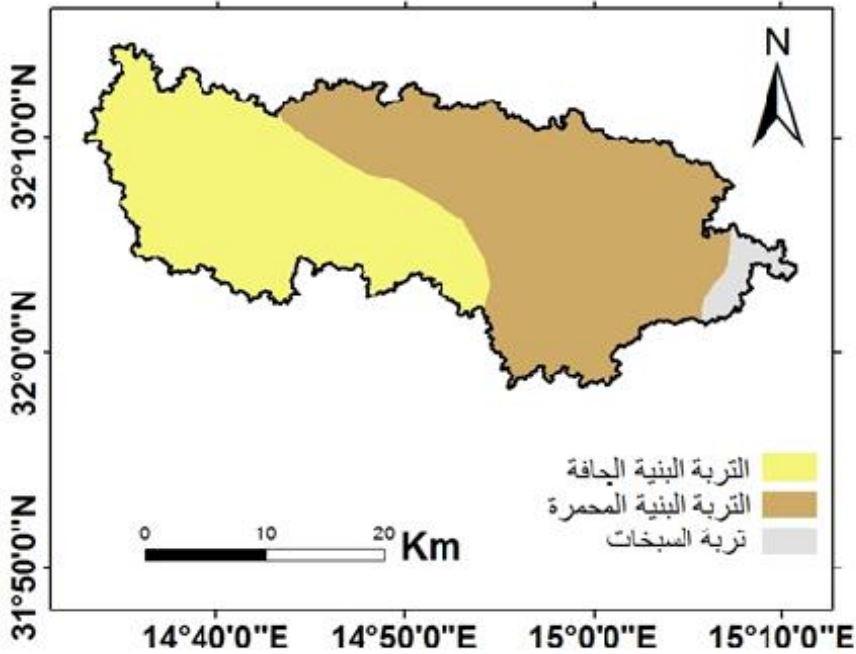 N
32°10'0"N
32°0'0"N
31°50'0"N
التربة البنية الجافة
التربة البنية المحمرة
تربة السبخات
0 10 20 Km
14°40'0"E 14°50'0"E 15°0'0"E 15°10'0"E